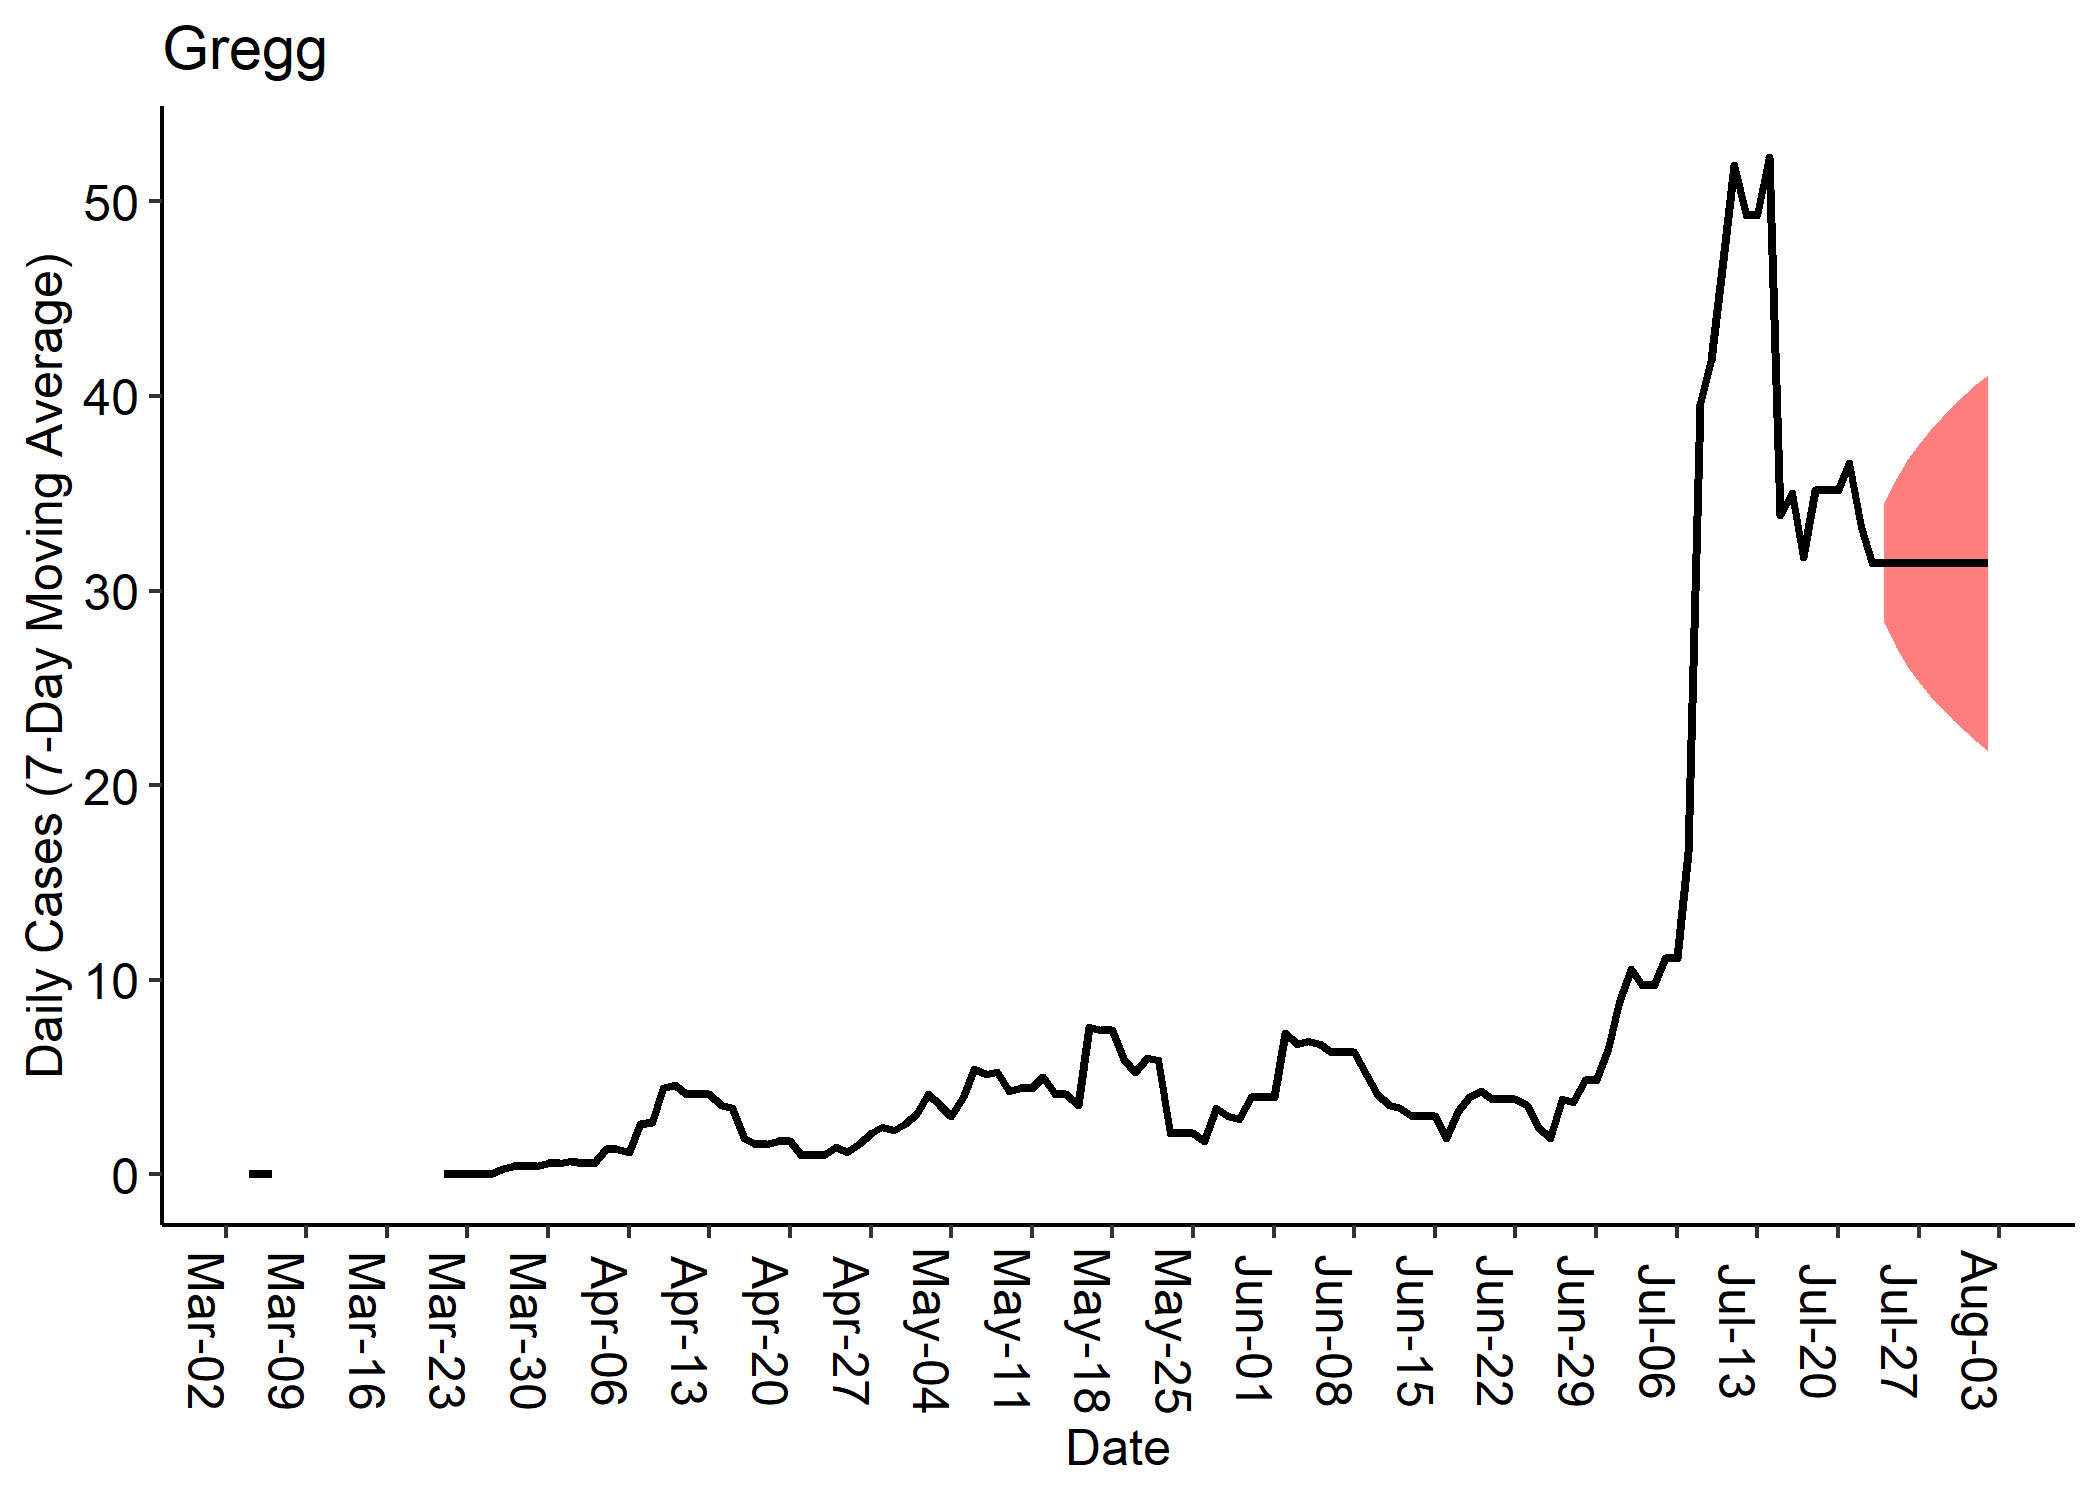 Gregg
Daily Cases (7-Day Moving Average)
50
40
30
20
10
0
Mar-02
Mar-09
Mar-16
Mar-23
Mar-30
Apr-06
Apr-13
Apr-20
Apr-27
May-04
May-11
May-18
May-25
Jun-01
Jun-08
Jun-15
Jun-22
Jun-29
Jul-06
Jul-13
Jul-20
Jul-27
Aug-03
Date